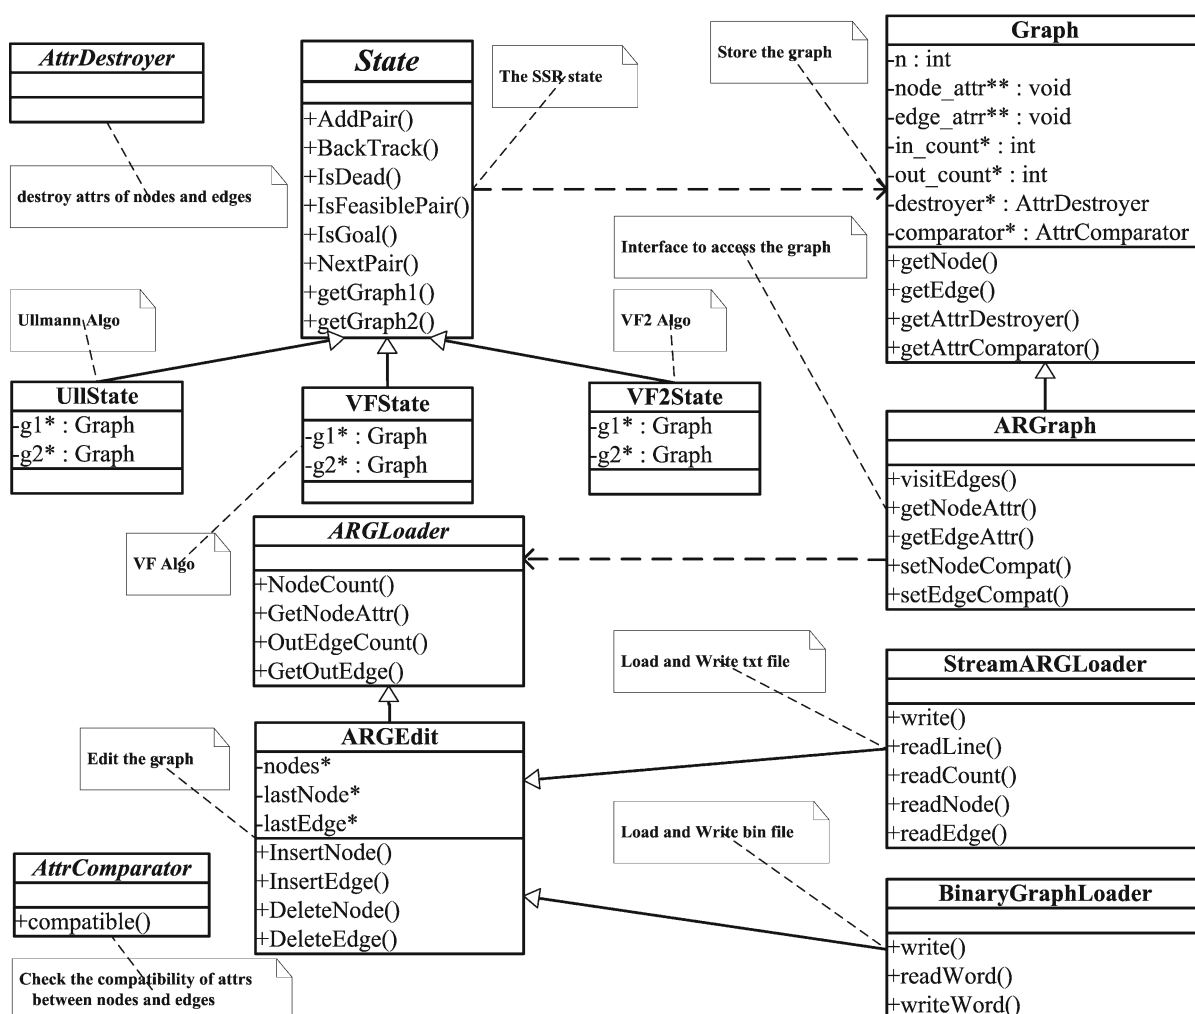 AttrDestroyer
destroy attrs of nodes and edges
State
+AddPair()
+BackTrack()
+IsDead()
+IsFeasiblePair()
+IsGoal()
+NextPair()
+getGraph1()
+getGraph2()
The SSR state
Store the graph
Graph
-n : int
-node_attr** : void
-edge_atrr** : void
-in_count* : int
-out_count* : int
-destroyer* : AttrDestroyer
-comparator* : AttrComparator
+getNode()
+getEdge()
+getAttrDestroyer()
+getAttrComparator()
Interface to access the graph
Ullmann Algo
UllState
-g1* : Graph
-g2* : Graph
VFState
-g1* : Graph
-g2* : Graph
VF2 Algo
VF2State
-g1* : Graph
-g2* : Graph
ARGraph
+visitEdges()
+getNodeAttr()
+getEdgeAttr()
+setNodeCompat()
+setEdgeCompat()
VF Algo
ARGLoader
+NodeCount()
+GetNodeAttr()
+OutEdgeCount()
+GetOutEdge()
Load and Write txt file
StreamARGLoader
+write()
+readLine()
+readCount()
+readNode()
+readEdge()
Edit the graph
ARGEdit
-nodes*
-lastNode*
-lastEdge*
+InsertNode()
+InsertEdge()
+DeleteNode()
+DeleteEdge()
Load and Write bin file
BinaryGraphLoader
+write()
+readWord()
+writeWord()
AttrComparator
+compatible()
Check the compatibility of attrs
between nodes and edges